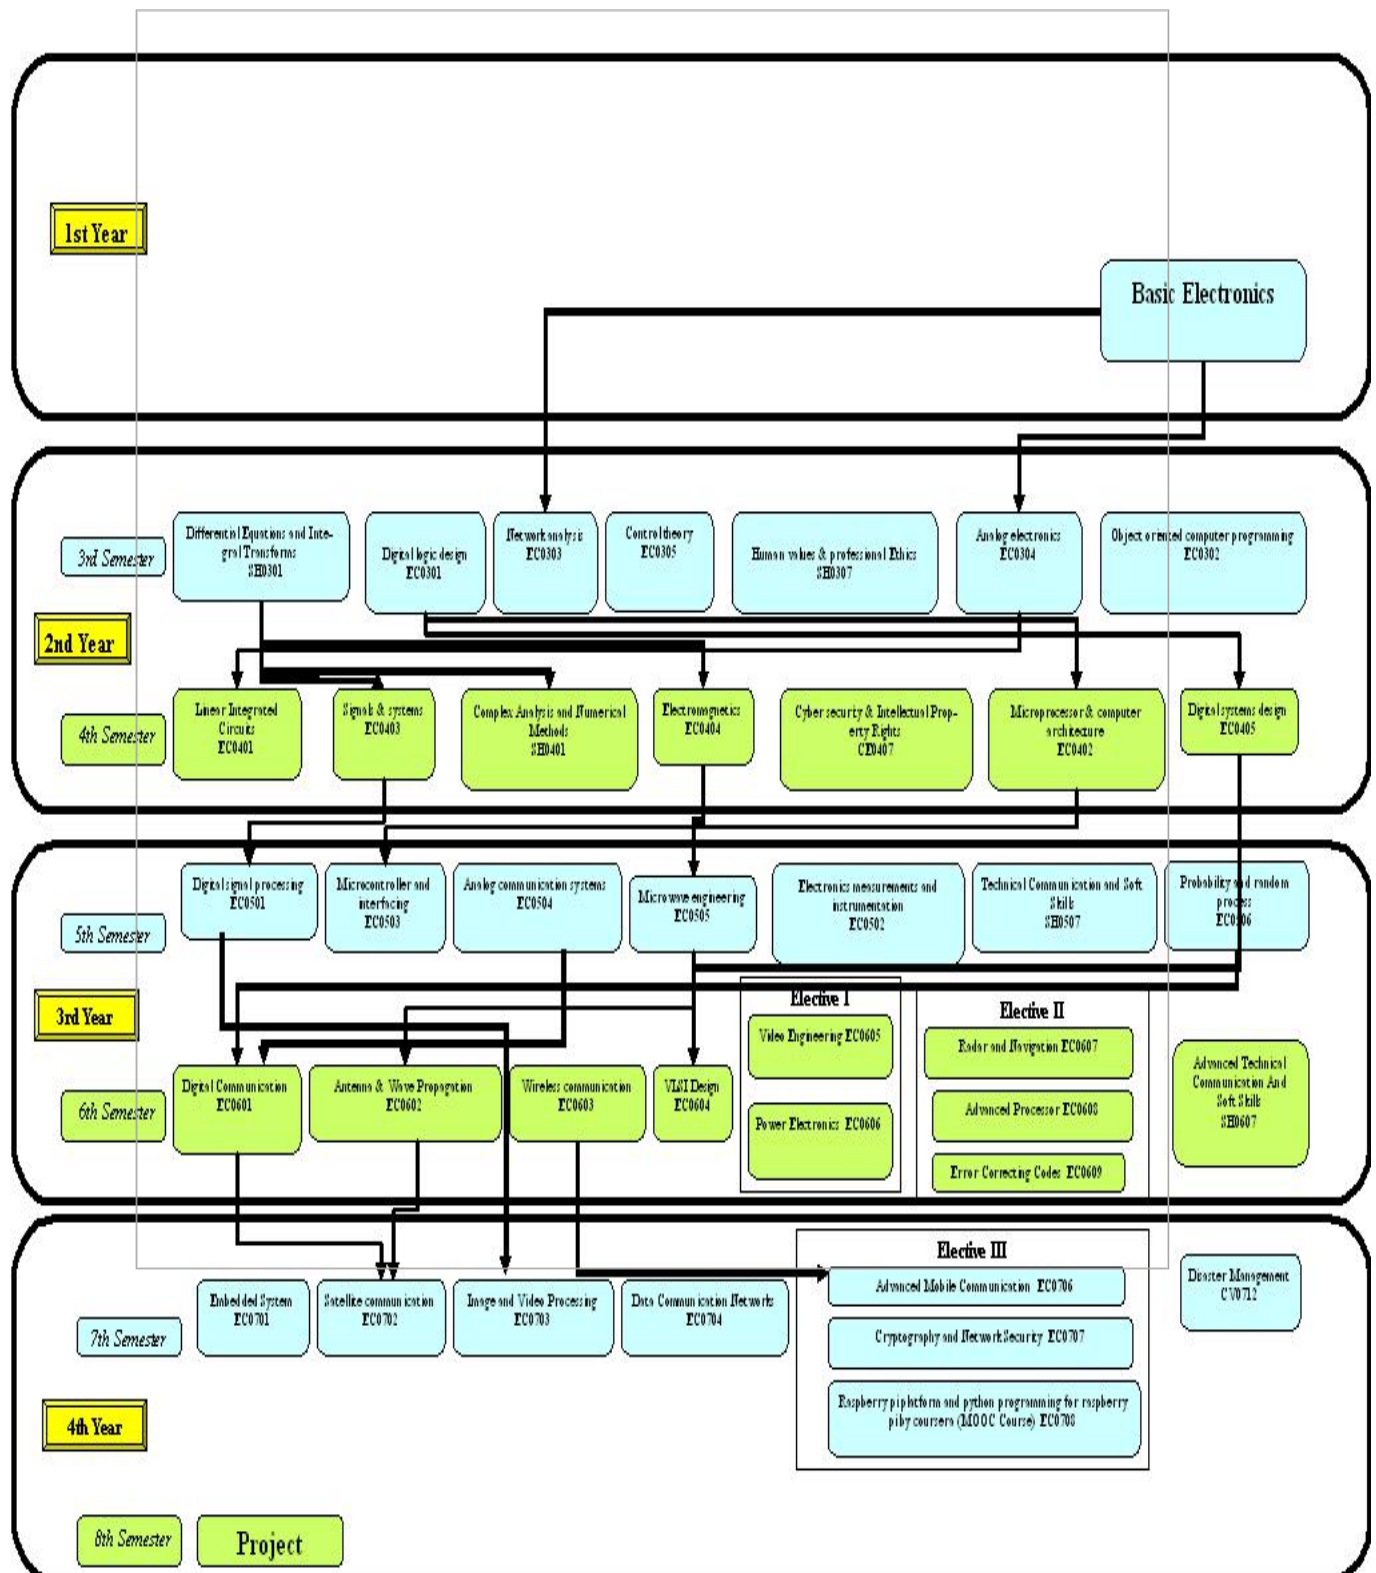 1st Year
Basic Electronics
3rd Semester
Differential Equations and Inte-
gral Transforms
SH0301
Digital logic design
EC0301
Network analysis
EC0303
Control theory
EC0305
Human values & professional Ethics
SH0307
Analog electronics
EC0304
Object oriented computer programming
EC0302
2nd Year
4th Semester
Linear Integrated
Circuits
EC0401
Signals & systems
EC0403
Complex Analysis and Numerical
Methods
SH0401
Electromagnetics
EC0404
Cyber security & Intellectual Prop-
erty Rights
CE0407
Microprocessor & computer
architecture
EC0402
Digital systems design
EC0405
5th Semester
Digital signal processing
EC0501
Microcontroller and
interfacing
EC0503
Analog communication systems
EC0504
Microwave engineering
EC0505
Electronics measurements and
instrumentation
EC0502
Technical Communication and Soft
Skills
SH0507
Probability and random
process
EC0506
3rd Year
6th Semester
Digital Communication
EC0601
Antenna & Wave Propagation
EC0602
Wireless communication
EC0603
VLSI Design
EC0604
Elective I
Video Engineering EC0605
Power Electronics EC0606
Elective II
Radar and Navigation EC0607
Advanced Processor EC0608
Error Correcting Codes EC0609
Advanced Technical
Communication And
Soft Skills
SH0607
7th Semester
Embedded System
EC0701
Satellite communication
EC0702
Image and Video Processing
EC0703
Data Communication Networks
EC0704
Elective III
Advanced Mobile Communication EC0706
Cryptography and Network Security EC0707
Raspberry pi platform and python programming for raspberry
pi by coursera (MOOC Course) EC0708
Disaster Management
CV0712
4th Year
8th Semester
Project